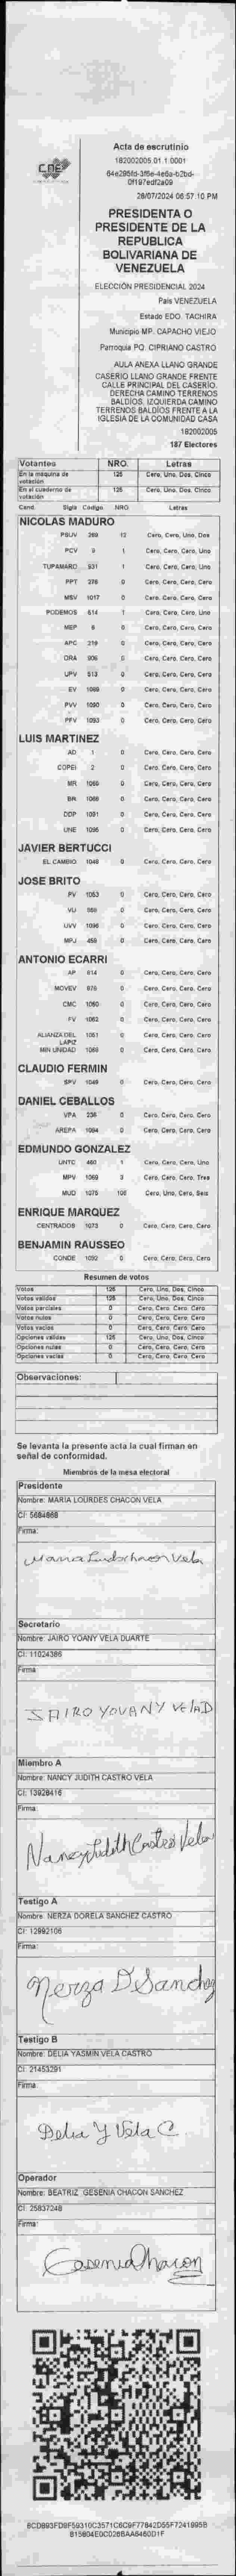 CNE
Acta de escrutinio
182002005.01.1.0001
28/07/2024 06:57:10 PM
PRESIDENTA O
PRESIDENTE DE LA
REPUBLICA
BOLIVARIANA DE
VENEZUELA
ELECCIÓN PRESIDENCIAL 2024
País VENEZUELA
Estado EDO. TACHIRA
Municipio MP. CAPACHO VIEJO
Parroquia PQ. CIPRIANO CASTRO
AULA ANEXA LLANO GRANDE
CASERIO LLANO GRANDE FRENTE
CALLE PRINCIPAL DEL CASERÍO.
DERECHA CAMINO TERRENOS
BALDIOS. IZQUIERDA CAMINO
TERRENOS BALDÍOS FRENTE A LA
IGLESIA DE LA COMUNIDAD CASA
182002005
187 Electores
Votantes NRO. Letras
En la máquina de votación 125 Cero, Uno, Dos, Cinco
En el cuaderno de votación 125 Cero, Uno, Dos, Cinco
Cand. Sigla Código NRO Letras
NICOLAS MADURO
PSUV 269 12 Cero, Cero, Uno, Dos
PCV 9 1 Cero, Cero, Cero, Uno
TUPAMARO 931 1 Cero, Cero, Cero, Uno
PPT 276 0 Cero, Cero, Cero, Cero
MSV 1017 0 Cero, Cero, Cero, Cero
PODEMOS 614 1 Cero, Cero, Cero, Uno
MEP 6 0 Cero, Cero, Cero, Cero
APC 319 0 Cero, Cero, Cero, Cero
ORA 906 0 Cero, Cero, Cero, Cero
UPV 513 0 Cero, Cero, Cero, Cero
EV 1088 0 Cero, Cero, Cero, Cero
PVV 1090 0 Cero, Cero, Cero, Cero
PFV 1093 0 Cero, Cero, Cero, Cero
LUIS MARTINEZ
AD 1 0 Cero, Cero, Cero, Cero
COPEI 2 0 Cero, Cero, Cero, Cero
MR 1065 0 Cero, Cero, Cero, Cero
BR 1068 0 Cero, Cero, Cero, Cero
DDP 1091 0 Cero, Cero, Cero, Cero
UNE 1095 0 Cero, Cero, Cero, Cero
JAVIER BERTUCCI
EL CAMBIO 1048 0 Cero, Cero, Cero, Cero
JOSE BRITO
PV 1053 0 Cero, Cero, Cero, Cero
VU 0 Cero, Cero, Cero, Cero
UVV 1096 0 Cero, Cero, Cero, Cero
MPJ 459 0 Cero, Cero, Cero, Cero
ANTONIO ECARRI
AP 814 0 Cero, Cero, Cero, Cero
MOVEV 976 0 Cero, Cero, Cero, Cero
CMC 1060 0 Cero, Cero, Cero, Cero
FV 1062 0 Cero, Cero, Cero, Cero
ALIANZA DEL LAPIZ 1051 0 Cero, Cero, Cero, Cero
MIN UNIDAD 1069 0 Cero, Cero, Cero, Cero
CLAUDIO FERMIN
SPV 1049 0 Cero, Cero, Cero, Cero
DANIEL CEBALLOS
VPA 236 0 Cero, Cero, Cero, Cero
AREPA 1094 0 Cero, Cero, Cero, Cero
EDMUNDO GONZALEZ
UNTC 460 1 Cero, Cero, Cero, Uno
MPV 1069 3 Cero, Cero, Cero, Tres
MUD 1075 106 Cero, Uno, Cero, Seis
ENRIQUE MARQUEZ
CENTRADOS 1073 0 Cero, Cero, Cero, Cero
BENJAMIN RAUSSEO
CONDE 1092 0 Cero, Cero, Cero, Cero
Resumen de votos
Votos 125 Cero, Uno, Dos, Cinco
Votos válidos 125 Cero, Uno, Dos, Cinco
Votos parciales 0 Cero, Cero, Cero, Cero
Votos nulos 0 Cero, Cero, Cero, Cero
Votos vacíos 0 Cero, Cero, Cero, Cero
Opciones válidas 125 Cero, Uno, Dos, Cinco
Opciones nulas 0 Cero, Cero, Cero, Cero
Opciones vacías 0 Cero, Cero, Cero, Cero
Observaciones:
Se levanta la presente acta la cual firman en
señal de conformidad.
Miembros de la mesa electoral
Presidente
Nombre: MARIA LOURDES CHACON VELA
CI: 5684868
Firma:
Secretario
Nombre: JAIRO YOANY VELA DUARTE
CI: 11024386
Firma:
JAIRO YOVANY VELA D
Miembro A
Nombre: NANCY JUDITH CASTRO VELA
CI: 13928416
Firma:
Nancy Judith Castro Vela
Testigo A
Nombre: NERZA DORELA SANCHEZ CASTRO
CI: 12992106
Firma:
Nerza D Sanchez
Testigo B
Nombre: DELIA YASMIN VELA CASTRO
CI: 21453291
Firma:
Delia Y Vela C
Operador
Nombre: BEATRIZ GESENIA CHACON SANCHEZ
CI: 25837248
Firma:
Gesenia Chacon